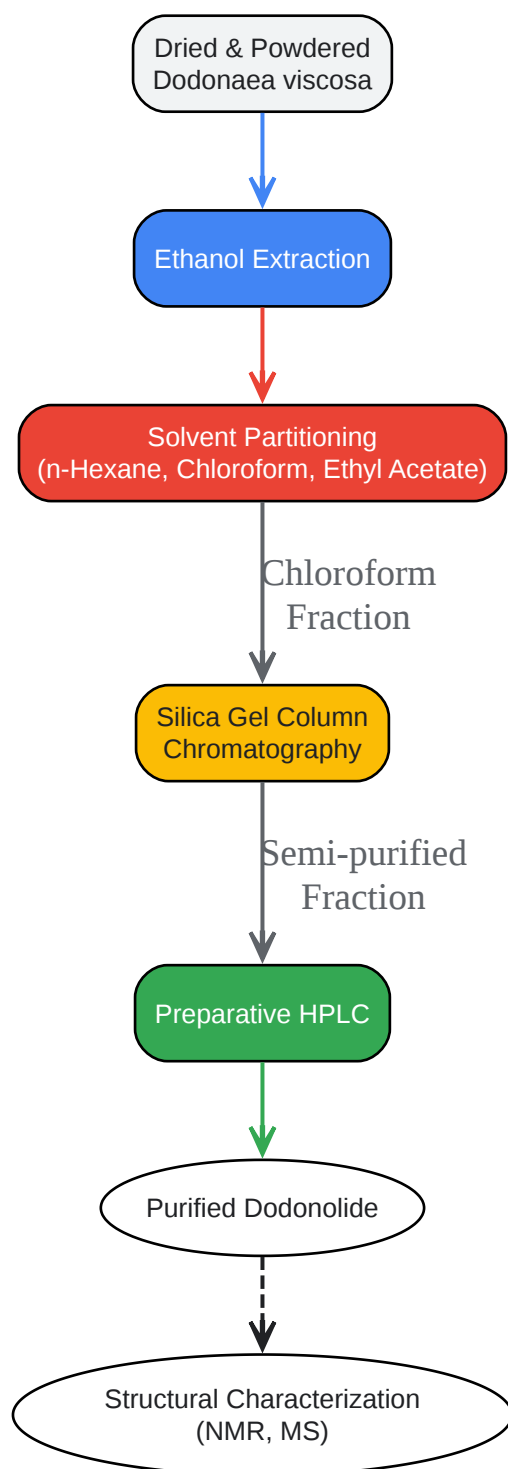 Dried & Powdered
Dodonaea viscosa
Ethanol Extraction
Solvent Partitioning
(n-Hexane, Chloroform, Ethyl Acetate)
Chloroform
Fraction
Silica Gel Column
Chromatography
Semi-purified
Fraction
Preparative HPLC
Purified Dodonolide
Structural Characterization
(NMR, MS)